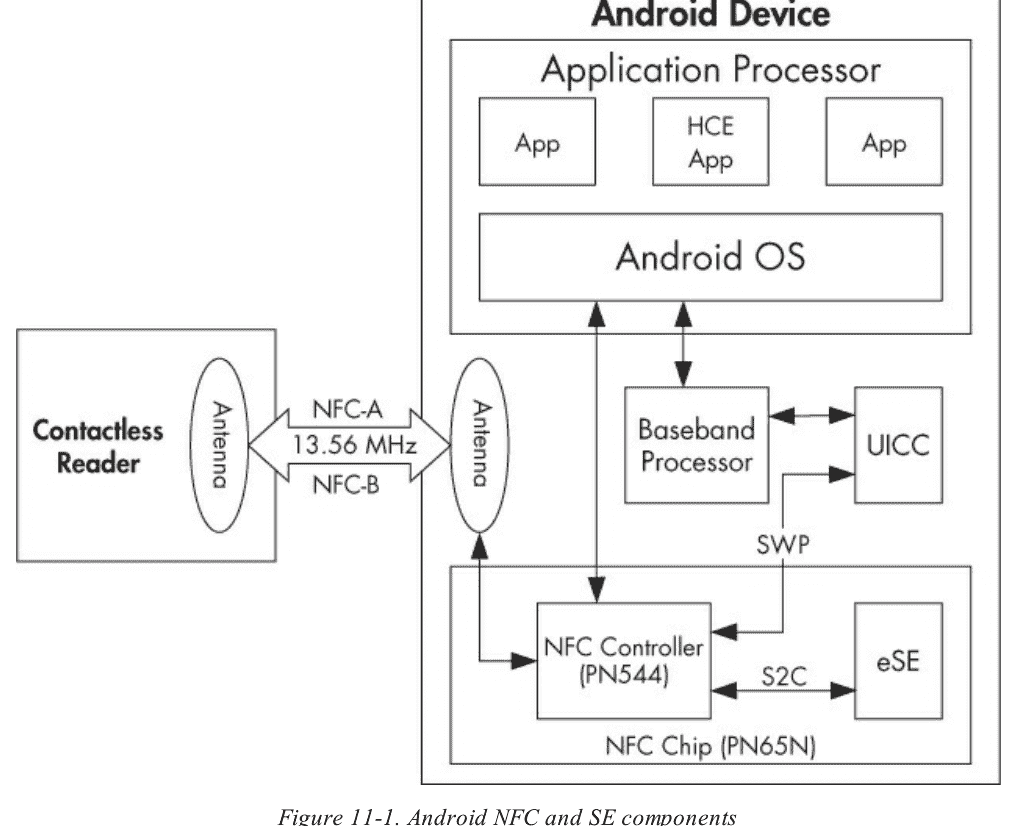 Android Device
Application Processor
App
HCE
App
App
Android OS
Contactless
Reader
Antenna
NFC-A
13.56 MHz
NFC-B
Antenna
Baseband
Processor
UICC
SWP
NFC Controller
(PN544)
S2C
eSE
NFC Chip (PN65N)
Figure 11-1. Android NFC and SE components